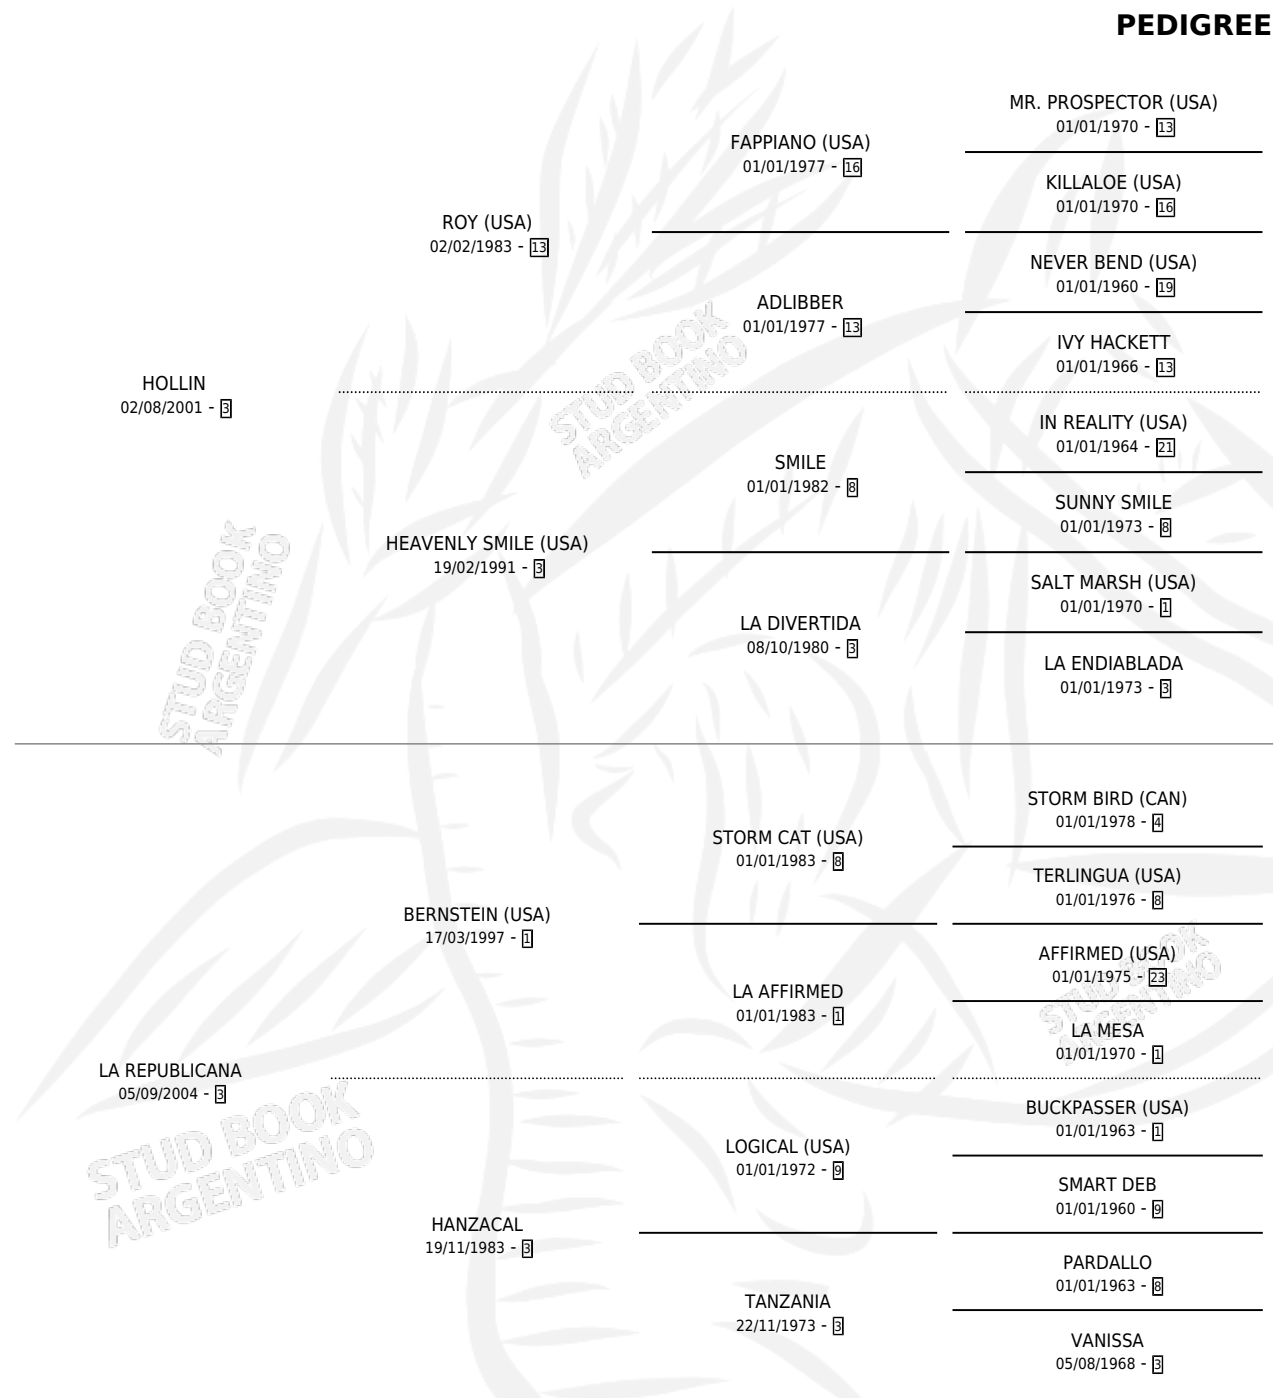 PEDIGREE
MR. PROSPECTOR (USA)
01/01/1970 - 13
FAPPIANO (USA)
01/01/1977 - 16
KILLALOE (USA)
01/01/1970 - 16
ROY (USA)
02/02/1983 - 13
NEVER BEND (USA)
01/01/1960 - 19
ADLIBBER
01/01/1977 - 13
IVY HACKETT
01/01/1966 - 13
HOLLIN
02/08/2001 - 3
IN REALITY (USA)
01/01/1964 - 21
SMILE
01/01/1982 - 8
SUNNY SMILE
01/01/1973 - 8
HEAVENLY SMILE (USA)
19/02/1991 - 3
SALT MARSH (USA)
01/01/1970 - 1
LA DIVERTIDA
08/10/1980 - 3
LA ENDIABLADA
01/01/1973 - 3
STORM BIRD (CAN)
01/01/1978 - 4
STORM CAT (USA)
01/01/1983 - 8
TERLINGUA (USA)
01/01/1976 - 8
BERNSTEIN (USA)
17/03/1997 - 1
AFFIRMED (USA)
01/01/1975 - 23
LA AFFIRMED
01/01/1983 - 1
LA MESA
01/01/1970 - 1
LA REPUBLICANA
05/09/2004 - 3
BUCKPASSER (USA)
01/01/1963 - 1
LOGICAL (USA)
01/01/1972 - 9
SMART DEB
01/01/1960 - 9
HANZACAL
19/11/1983 - 3
PARDALLO
01/01/1963 - 8
TANZANIA
22/11/1973 - 3
VANISSA
05/08/1968 - 3
STUD BOOK
ARGENTINO
STUD BOOK
ARGENTINO
STUD BOOK
ARGENTINO
STUD BOOK
ARGENTINO